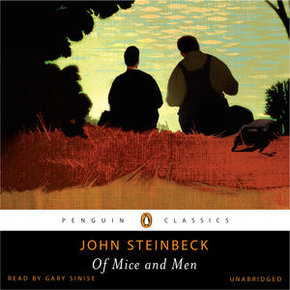 PENGUIN CLASSICS
JOHN STEINBECK
Of Mice and Men
READ BY GARY SINISE UNABRIDGED